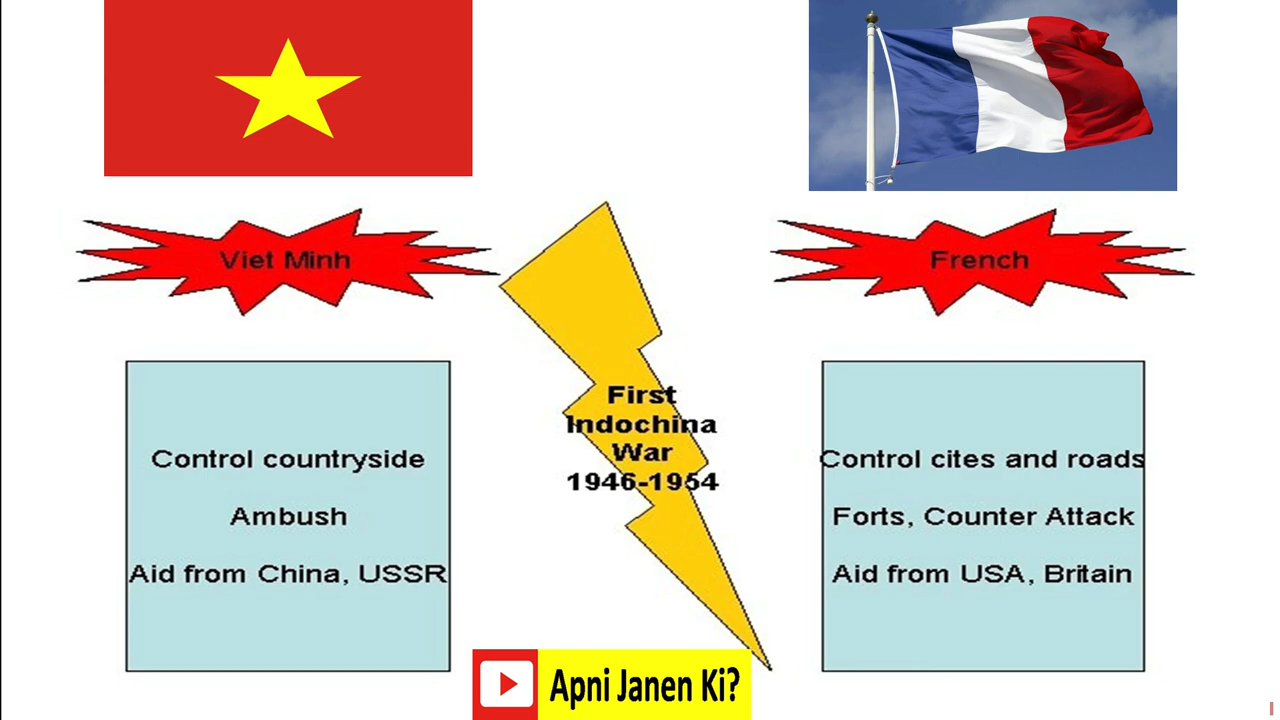 Viet Minh
French
First
Indochina
War
1946-1954
Control countryside
Ambush
Aid from China, USSR
Control cites and roads
Forts, Counter Attack
Aid from USA, Britain
Apni Janen Ki?